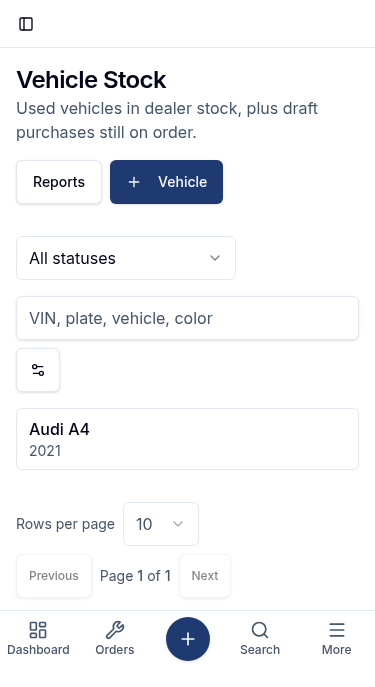 Vehicle Stock
Used vehicles in dealer stock, plus draft
purchases still on order.
Reports
Vehicle
All statuses
VIN, plate, vehicle, color
Audi A4
2021
Rows per page 10
Previous Page 1 of 1 Next
Dashboard Orders Search More